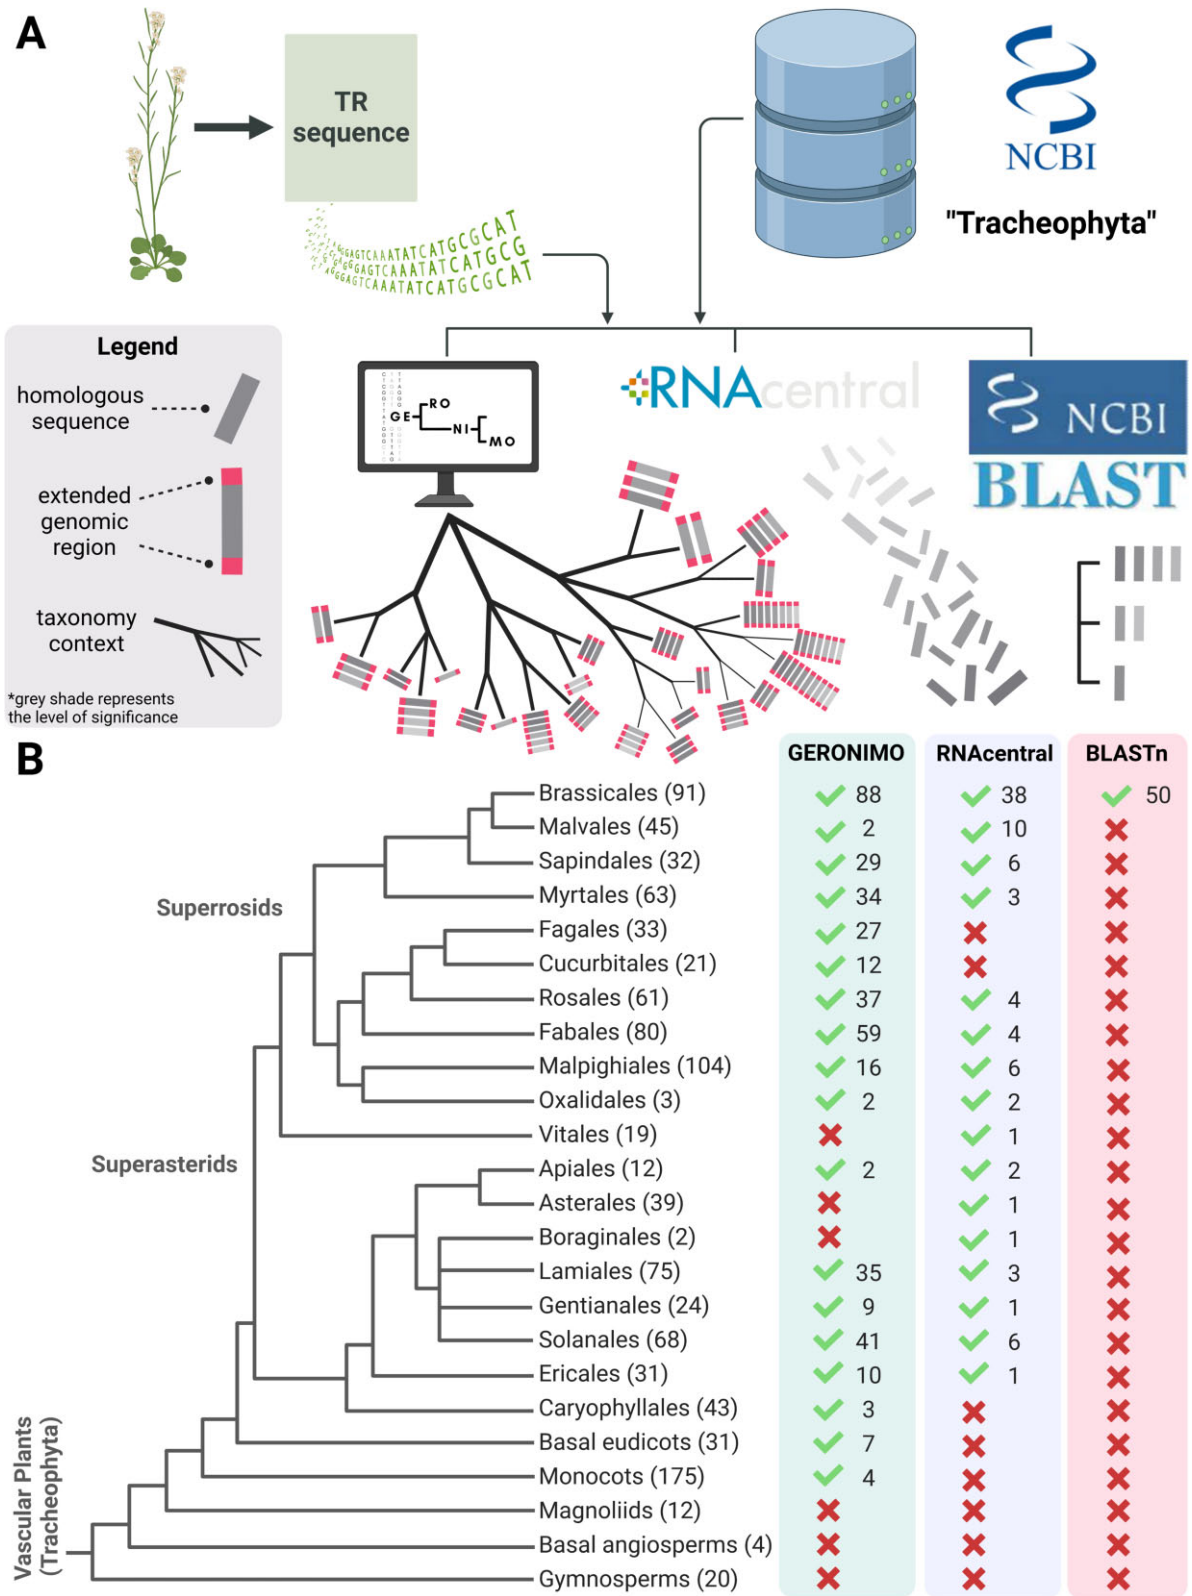 A
TR
sequence
NCBI
"Tracheophyta"
AGGGAGTCAAATATCATGCGCAT
Legend
homologous
sequence
extended
genomic
region
taxonomy
context
*grey shade represents
the level of significance
GE
RO
NI
MO
RNAcentral
NCBI
BLAST
B
GERONIMO RNAcentral BLASTn
Brassicales (91) 88 38 50
Malvales (45) 2 10
Sapindales (32) 29 6
Myrtales (63) 34 3
Superrosids
Fagales (33) 27
Cucurbitales (21) 12
Rosales (61) 37 4
Fabales (80) 59 4
Malpighiales (104) 16 6
Oxalidales (3) 2 2
Vitales (19) 1
Superasterids
Apiales (12) 2 2
Asterales (39) 1
Boraginales (2) 1
Lamiales (75) 35 3
Gentianales (24) 9 1
Solanales (68) 41 6
Ericales (31) 10 1
Caryophyllales (43) 3
Basal eudicots (31) 7
Monocots (175) 4
Magnoliids (12)
Basal angiosperms (4)
Gymnosperms (20)
Vascular Plants
(Tracheophyta)